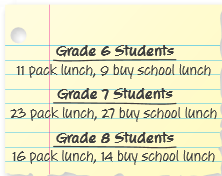 Grade 6 Students
11 pack lunch, 9 buy school lunch
Grade 7 Students
23 pack lunch, 27 buy school lunch
Grade 8 Students
16 pack lunch, 14 buy school lunch